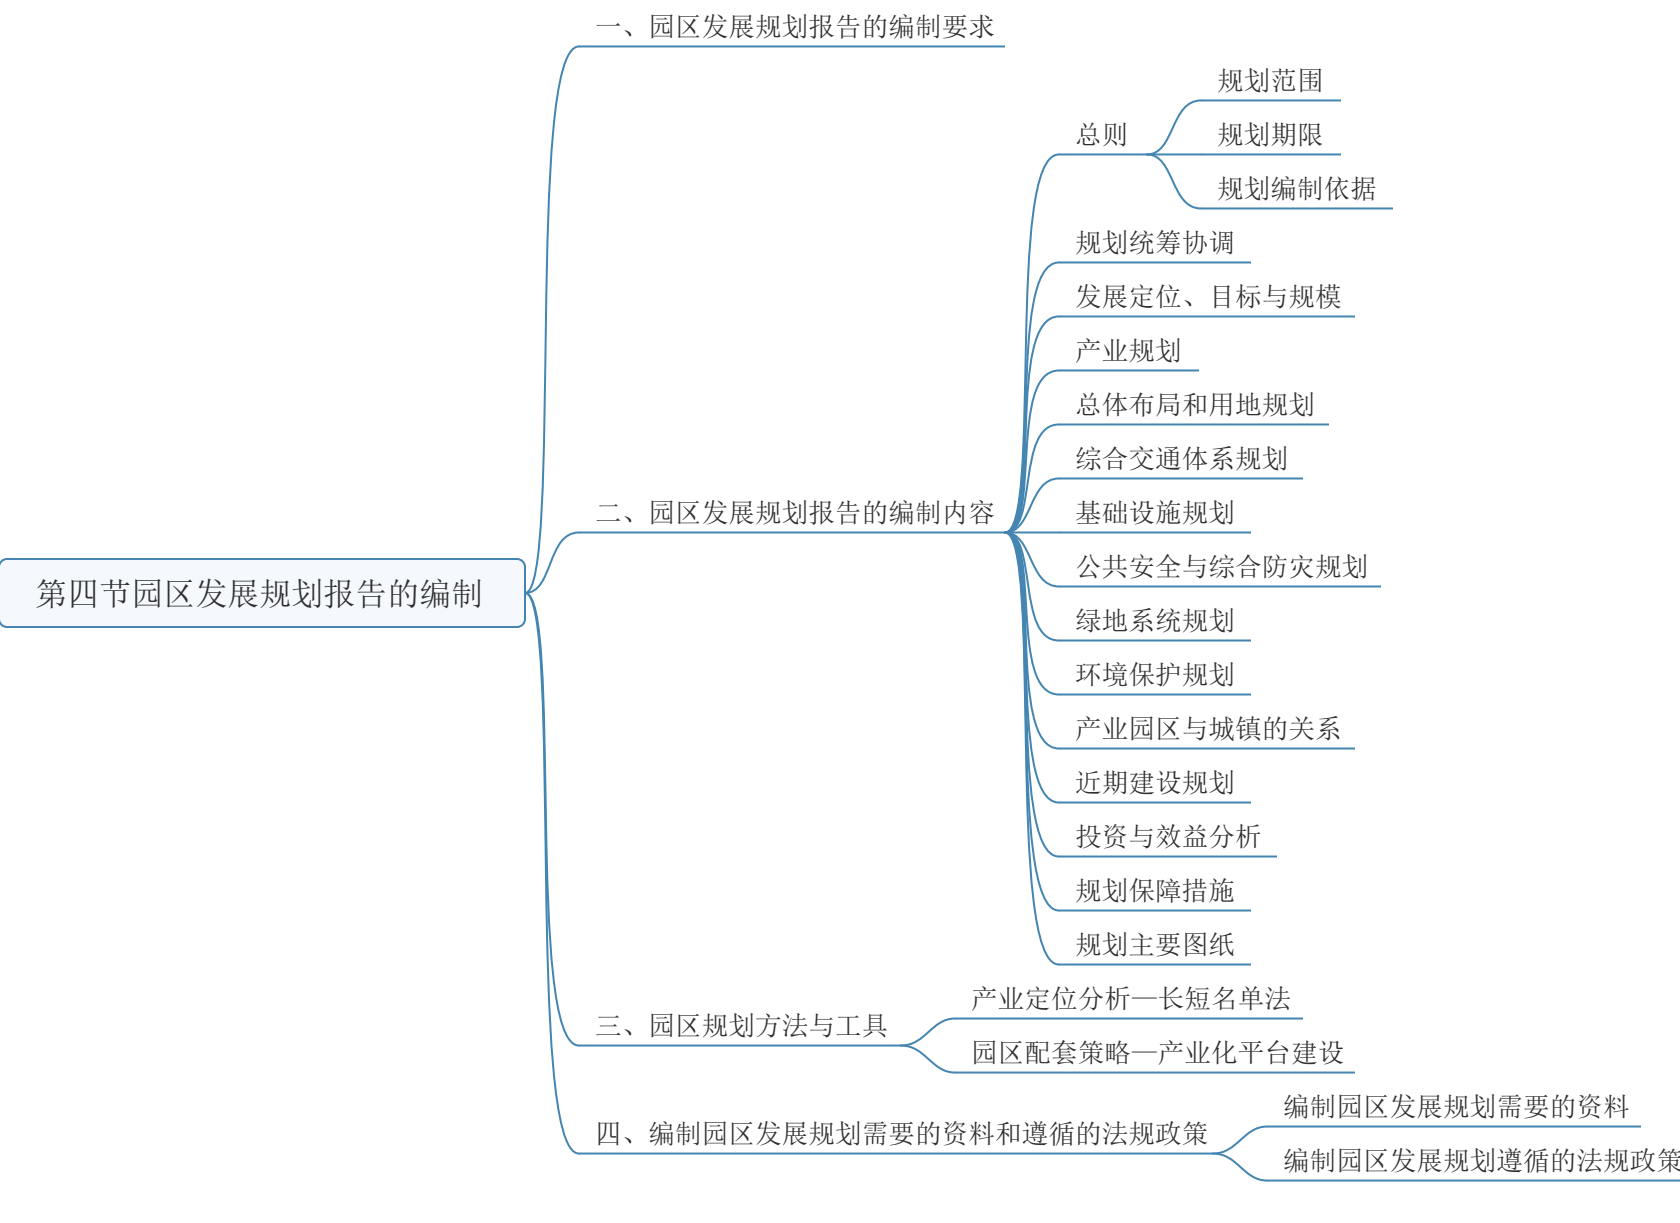 第四节园区发展规划报告的编制
一、园区发展规划报告的编制要求
二、园区发展规划报告的编制内容
总则
规划范围
规划期限
规划编制依据
规划统筹协调
发展定位、目标与规模
产业规划
总体布局和用地规划
综合交通体系规划
基础设施规划
公共安全与综合防灾规划
绿地系统规划
环境保护规划
产业园区与城镇的关系
近期建设规划
投资与效益分析
规划保障措施
规划主要图纸
三、园区规划方法与工具
产业定位分析—长短名单法
园区配套策略—产业化平台建设
四、编制园区发展规划需要的资料和遵循的法规政策
编制园区发展规划需要的资料
编制园区发展规划遵循的法规政策